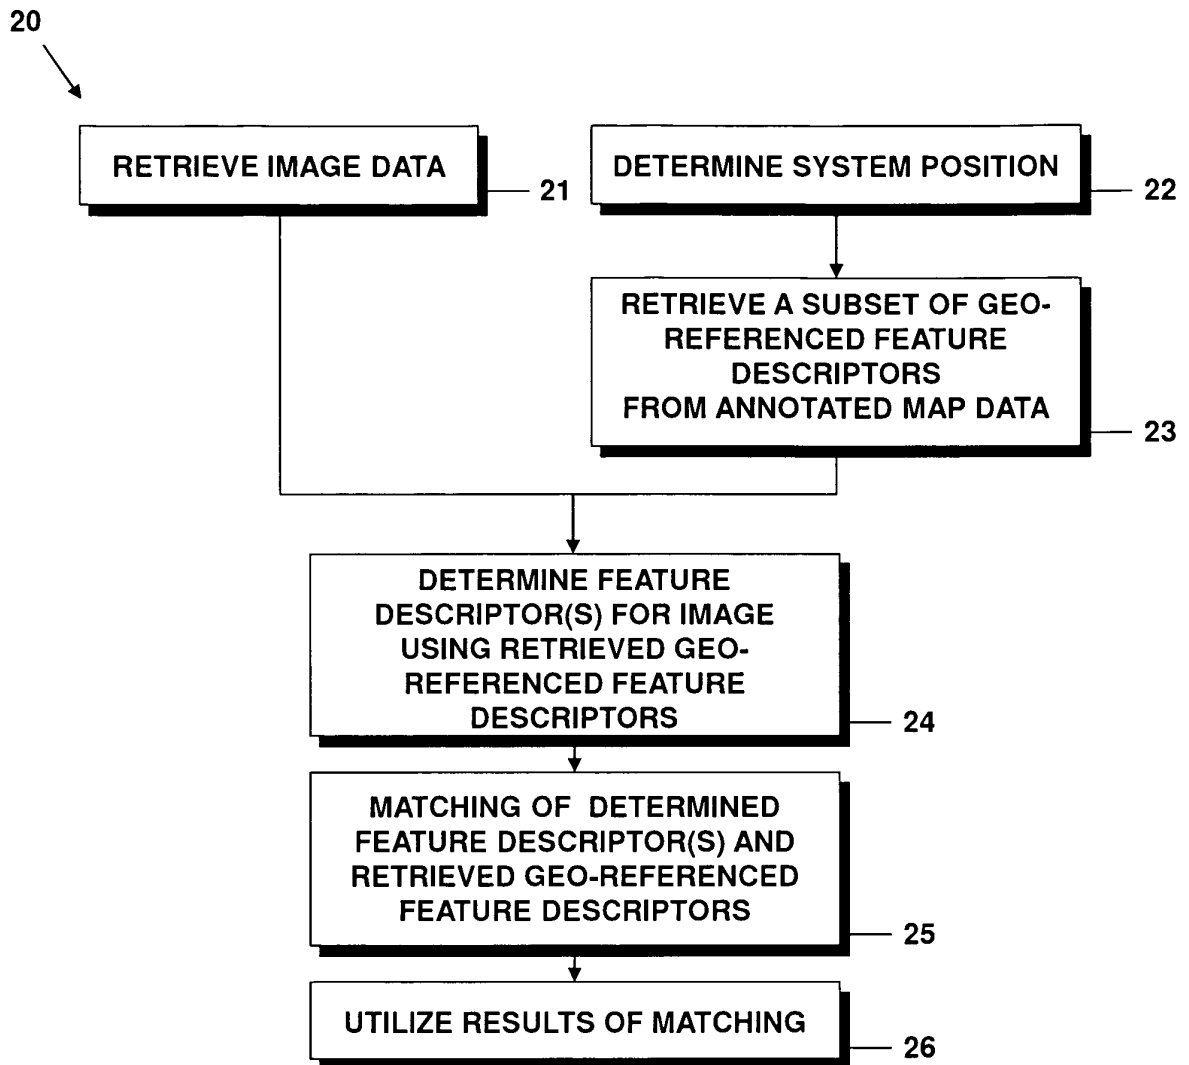 20
RETRIEVE IMAGE DATA
21
DETERMINE SYSTEM POSITION
22
RETRIEVE A SUBSET OF GEO-
REFERENCED FEATURE
DESCRIPTORS
FROM ANNOTATED MAP DATA
23
DETERMINE FEATURE
DESCRIPTOR(S) FOR IMAGE
USING RETRIEVED GEO-
REFERENCED FEATURE
DESCRIPTORS
24
MATCHING OF DETERMINED
FEATURE DESCRIPTOR(S) AND
RETRIEVED GEO-REFERENCED
FEATURE DESCRIPTORS
25
UTILIZE RESULTS OF MATCHING
26